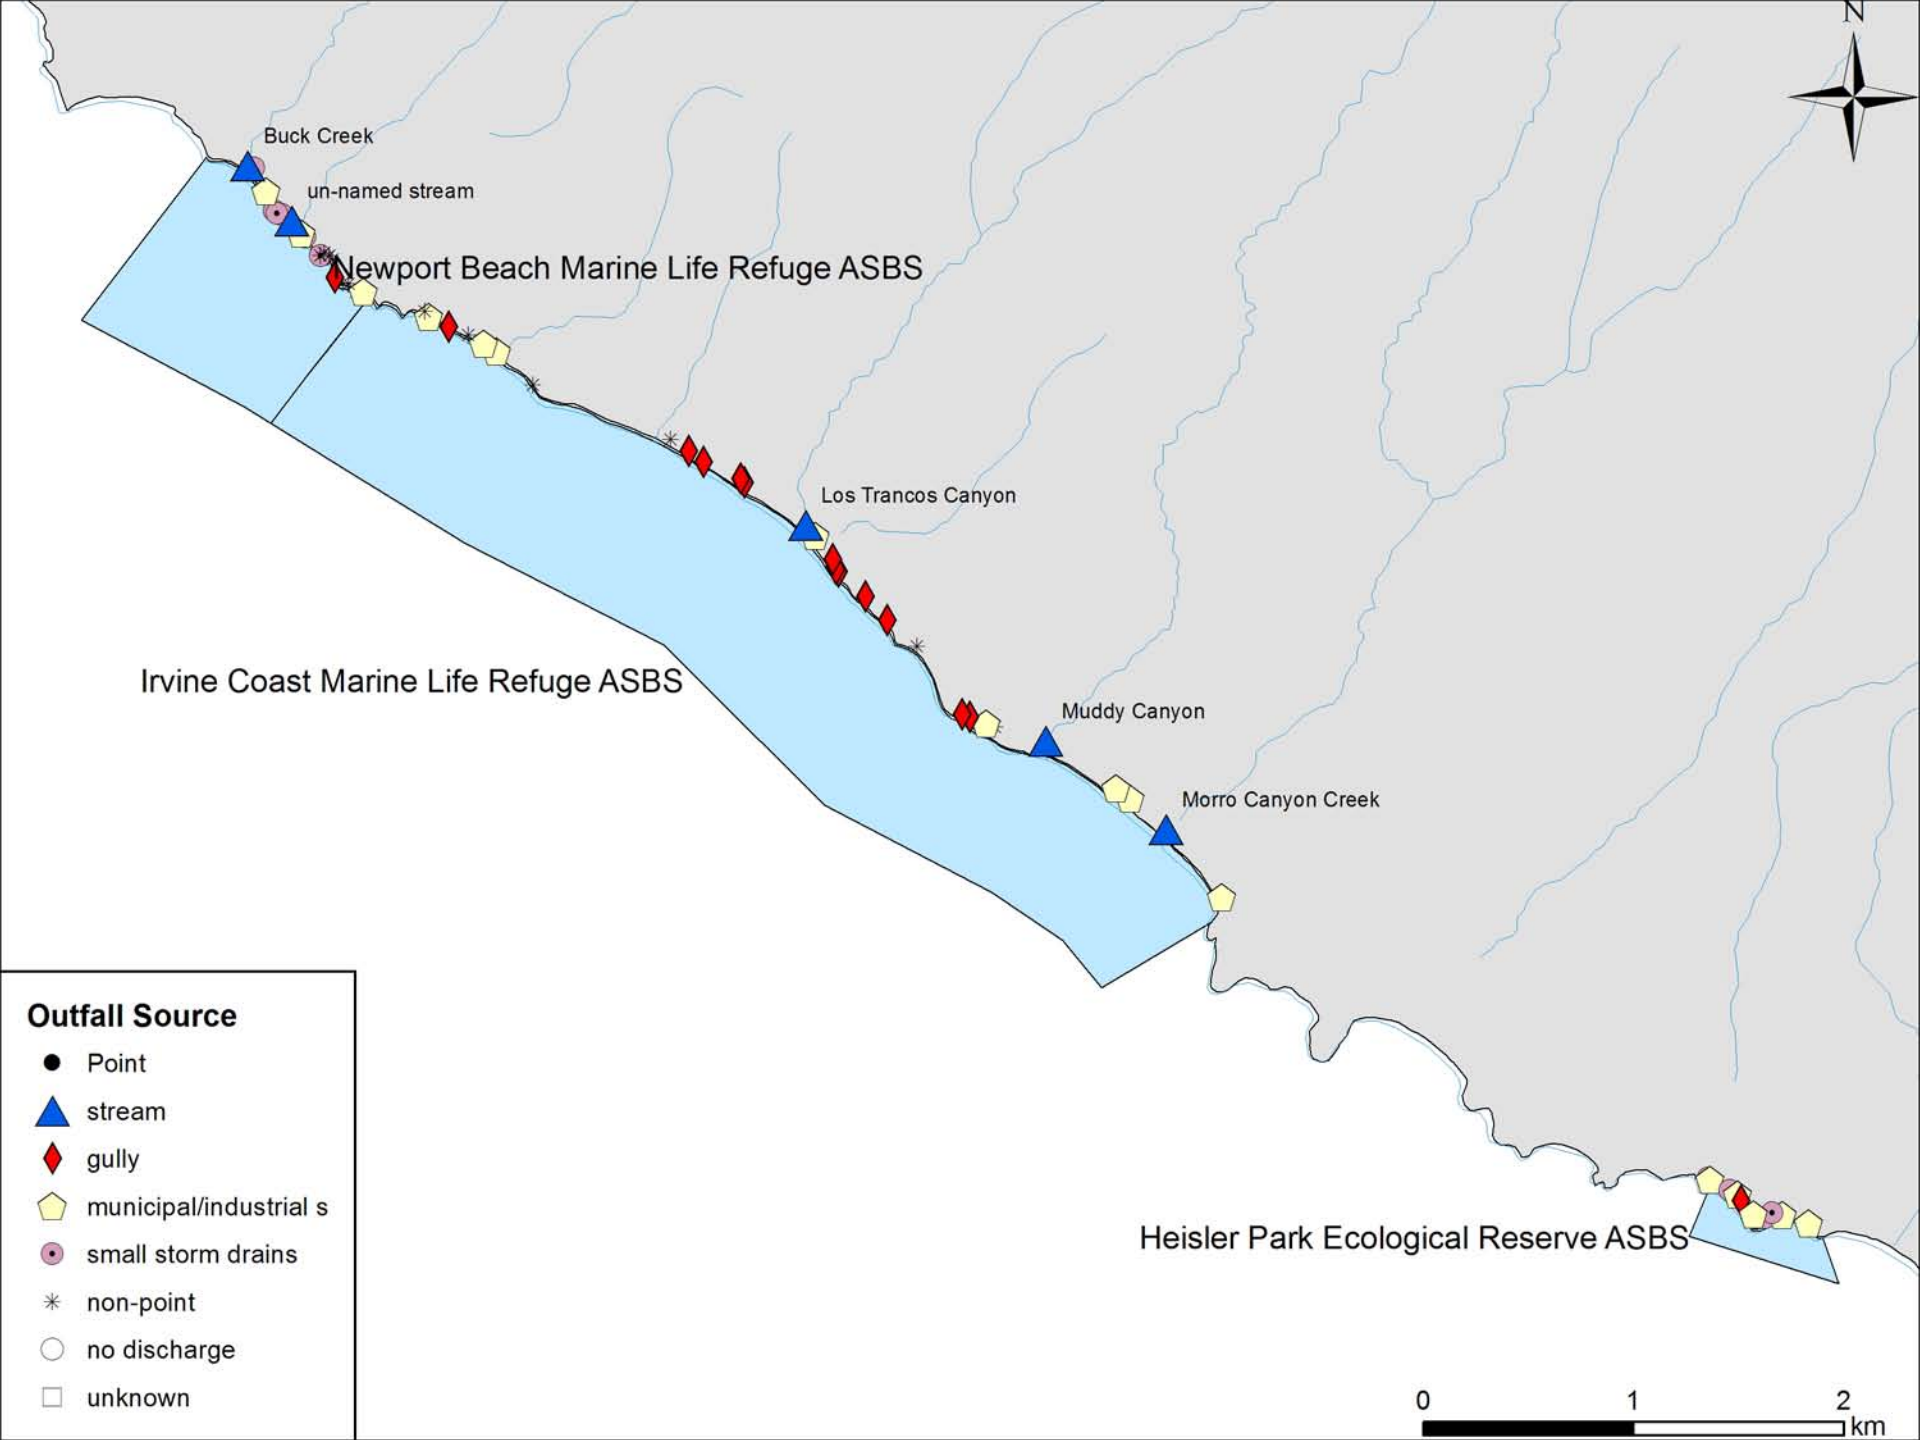 N
Buck Creek
un-named stream
Newport Beach Marine Life Refuge ASBS
Los Trancos Canyon
Irvine Coast Marine Life Refuge ASBS
Muddy Canyon
Morro Canyon Creek
Heisler Park Ecological Reserve ASBS
Outfall Source
Point
stream
gully
municipal/industrial s
small storm drains
non-point
no discharge
unknown
0 1 2
km